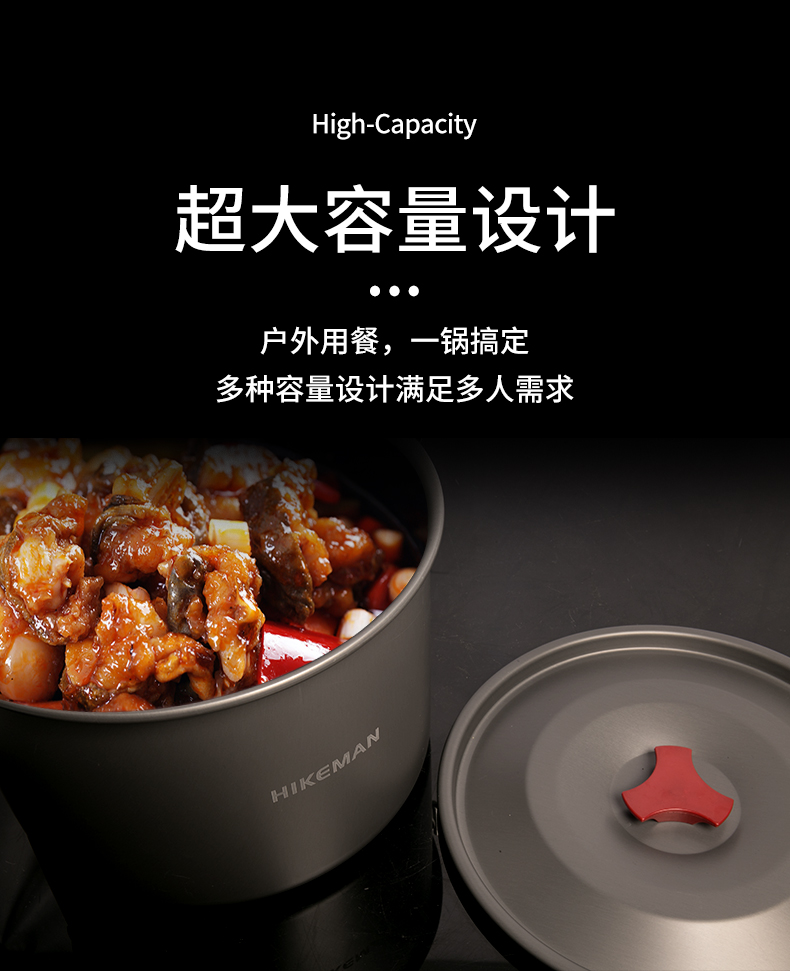 High-Capacity
超大容量设计
•••
户外用餐，一锅搞定
多种容量设计满足多人需求
HIKEMAN